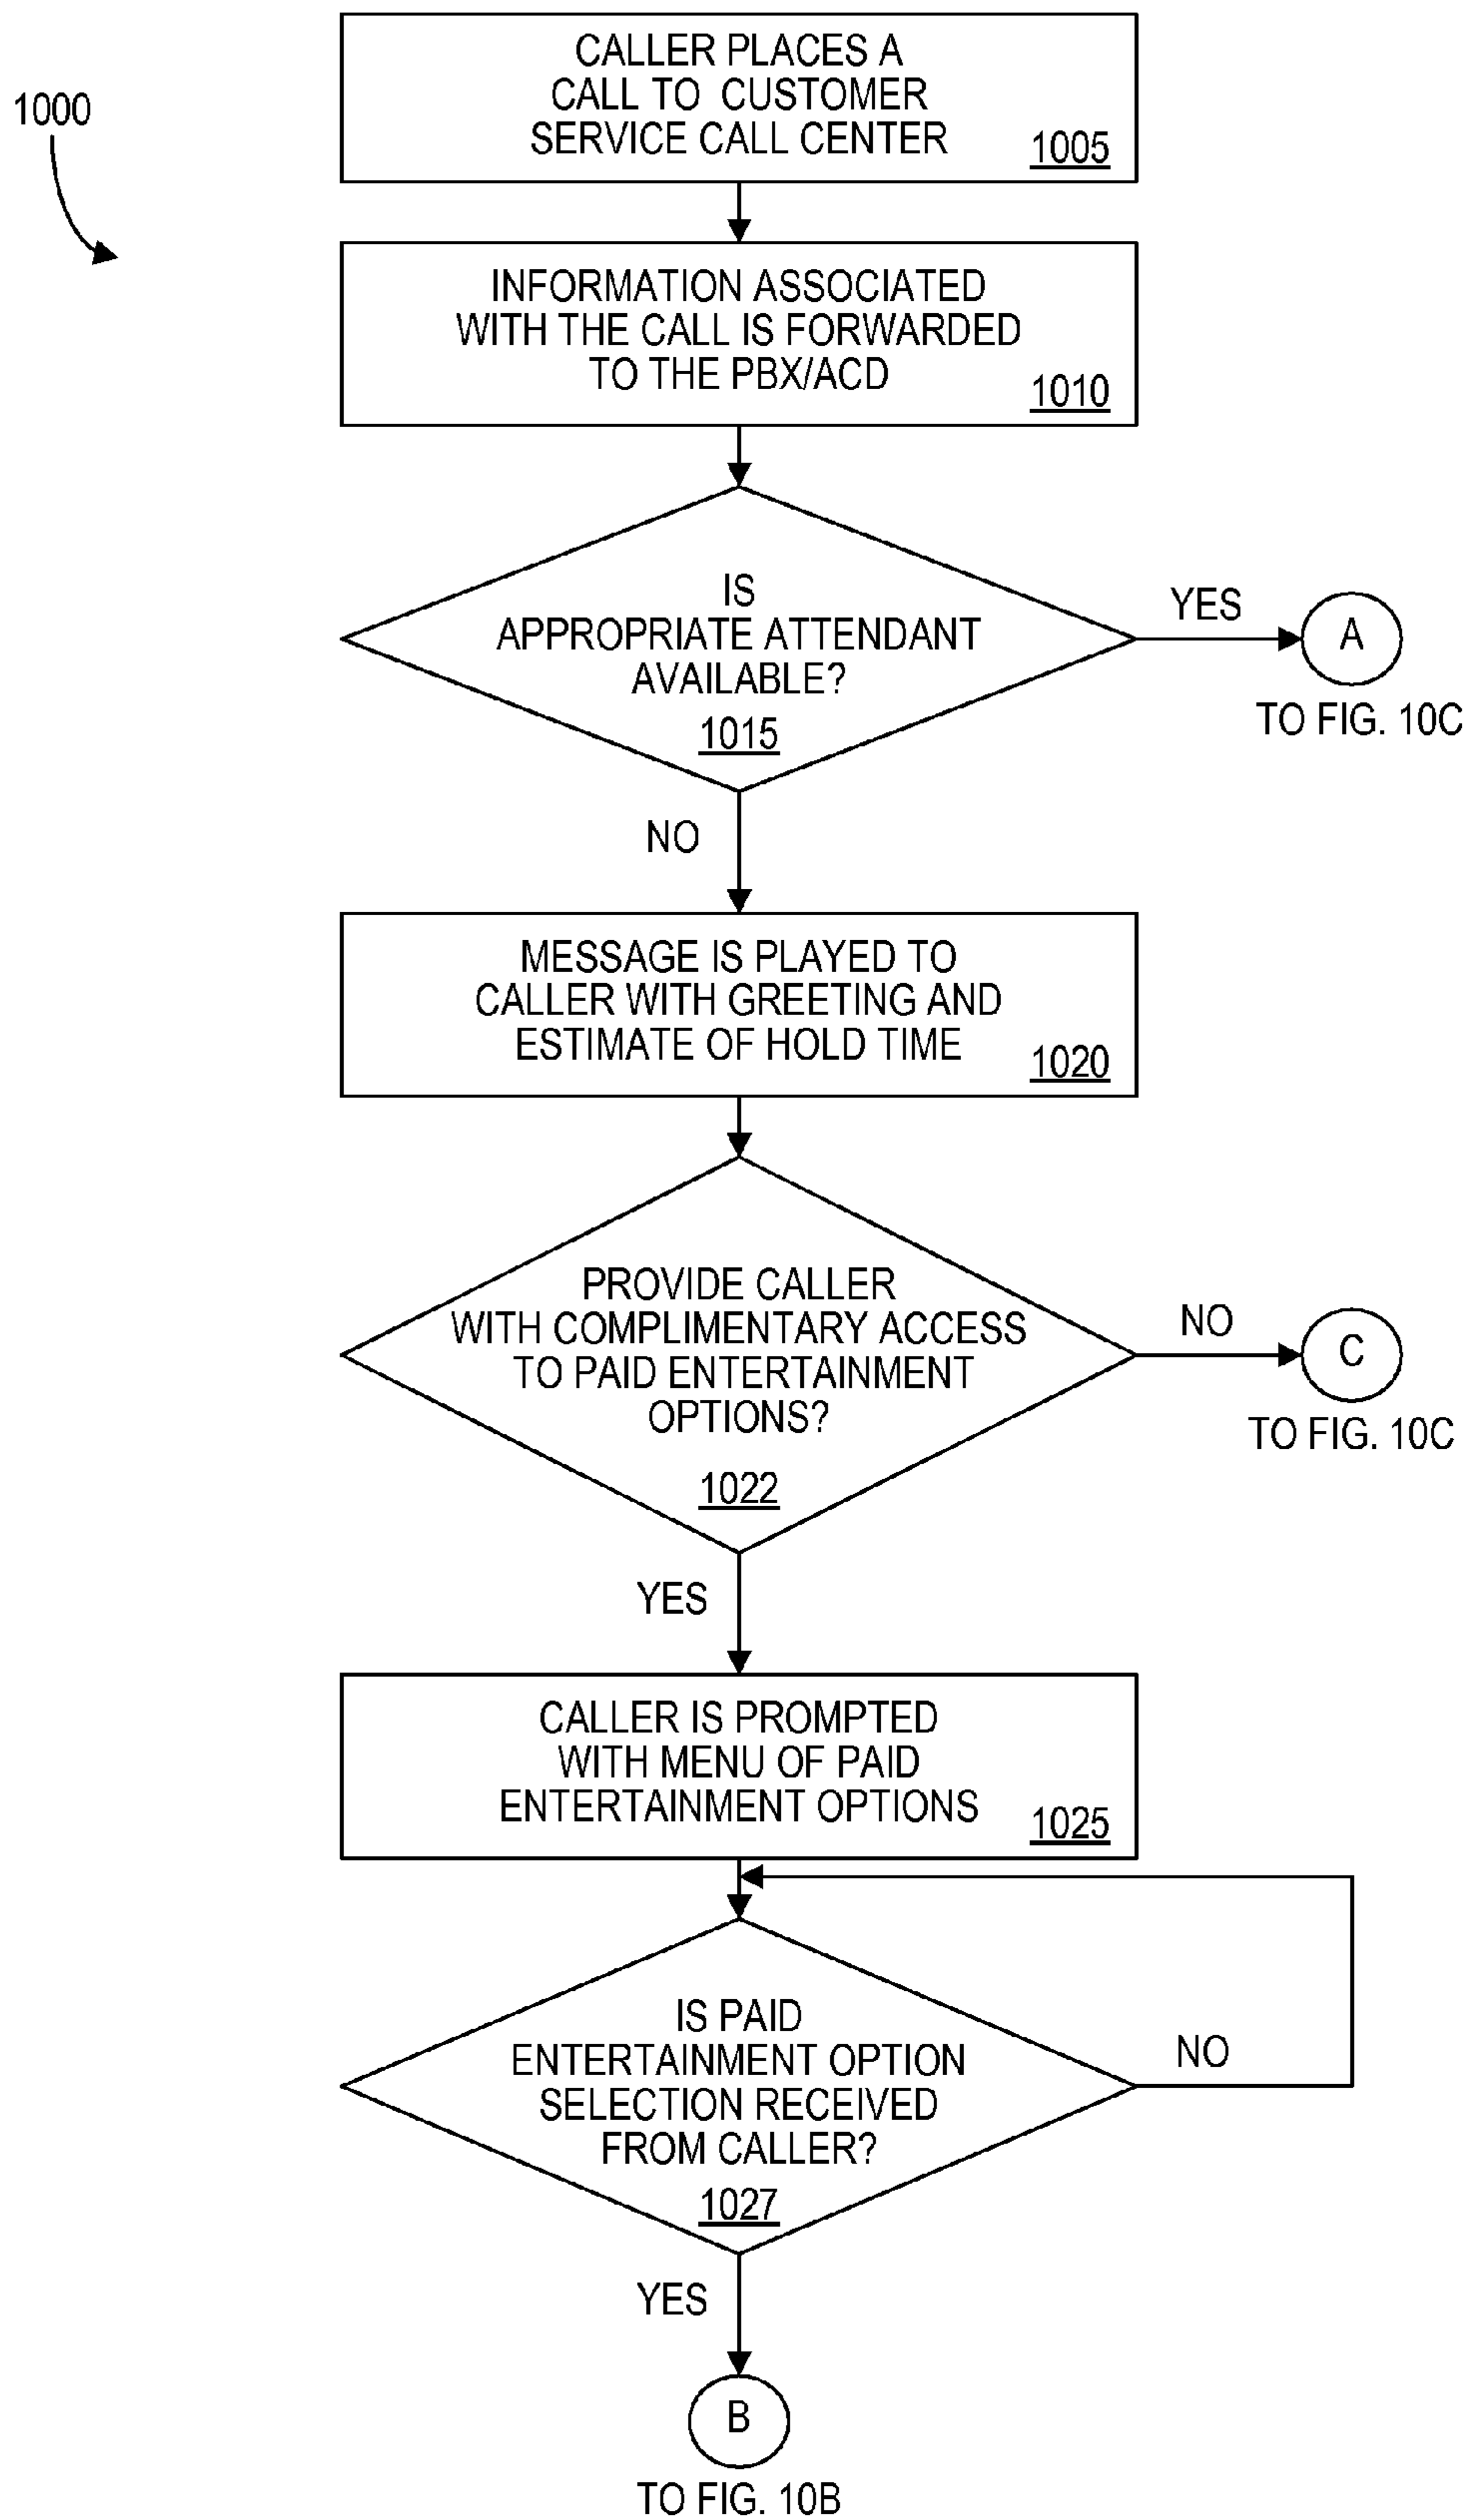 1000
CALLER PLACES A
CALL TO CUSTOMER
SERVICE CALL CENTER
1005
INFORMATION ASSOCIATED
WITH THE CALL IS FORWARDED
TO THE PBX/ACD
1010
IS
APPROPRIATE ATTENDANT
AVAILABLE?
1015
YES
A
TO FIG. 10C
NO
MESSAGE IS PLAYED TO
CALLER WITH GREETING AND
ESTIMATE OF HOLD TIME
1020
PROVIDE CALLER
WITH COMPLIMENTARY ACCESS
TO PAID ENTERTAINMENT
OPTIONS?
1022
NO
C
TO FIG. 10C
YES
CALLER IS PROMPTED
WITH MENU OF PAID
ENTERTAINMENT OPTIONS
1025
IS PAID
ENTERTAINMENT OPTION
SELECTION RECEIVED
FROM CALLER?
1027
NO
YES
B
TO FIG. 10B